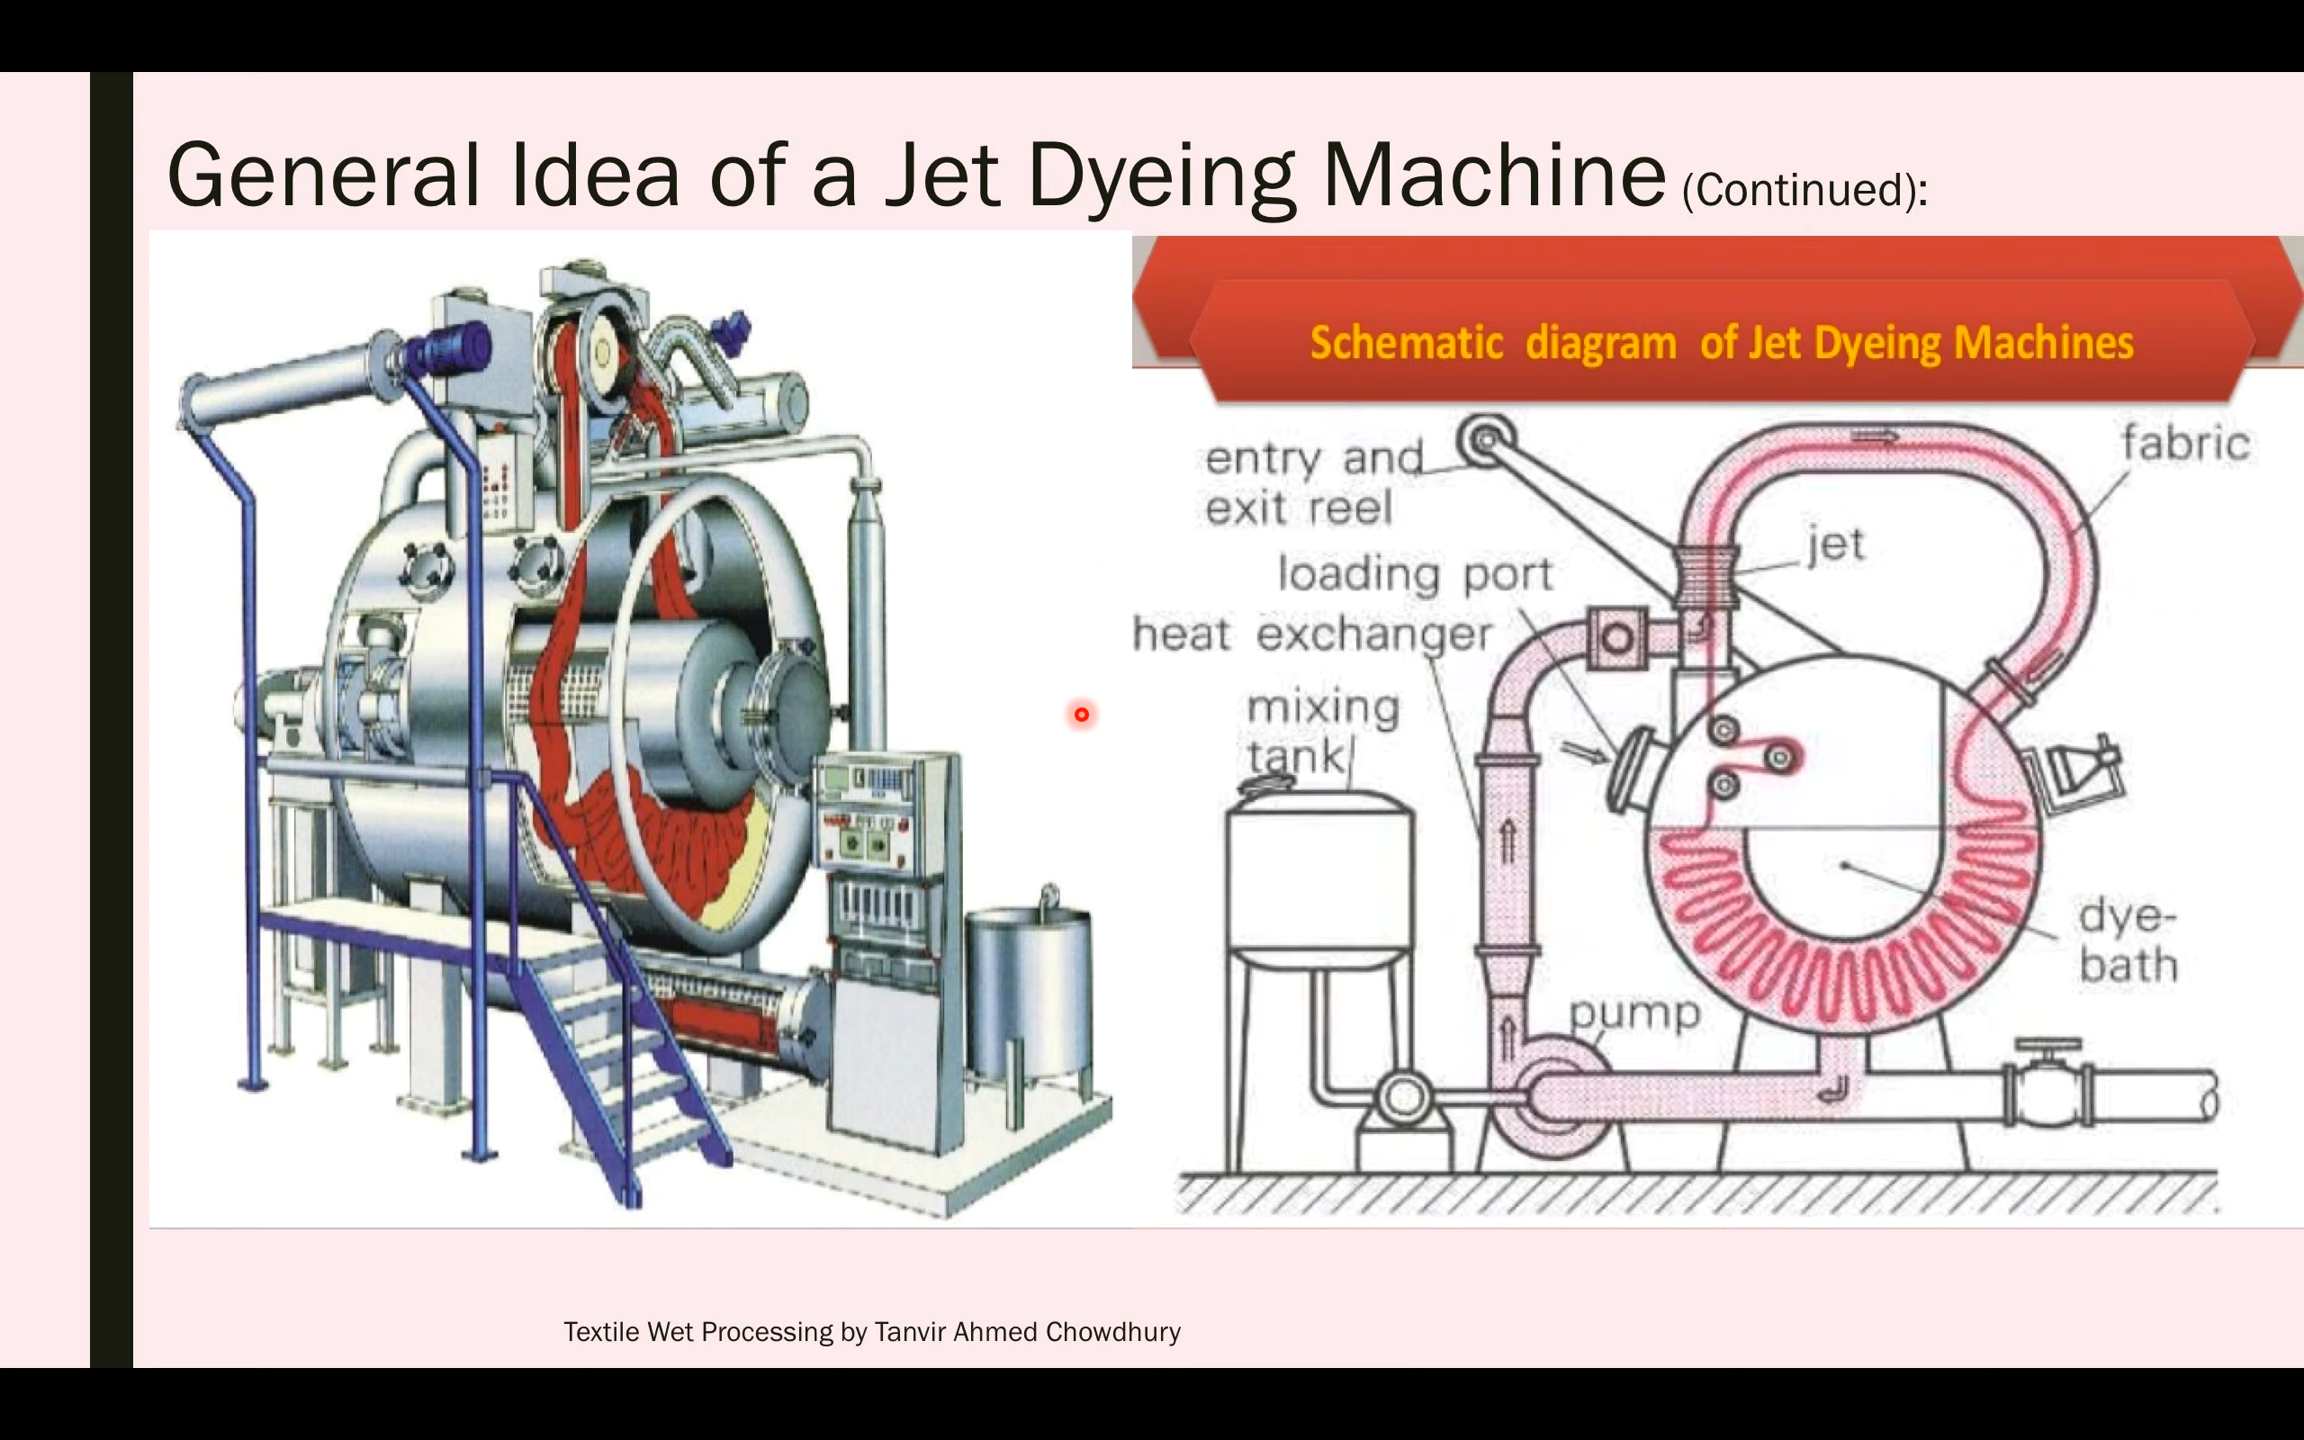 General Idea of a Jet Dyeing Machine (Continued):
Schematic diagram of Jet Dyeing Machines
entry and
exit reel
fabric
jet
loading port
heat exchanger
mixing
tank
dye-
bath
pump
Textile Wet Processing by Tanvir Ahmed Chowdhury